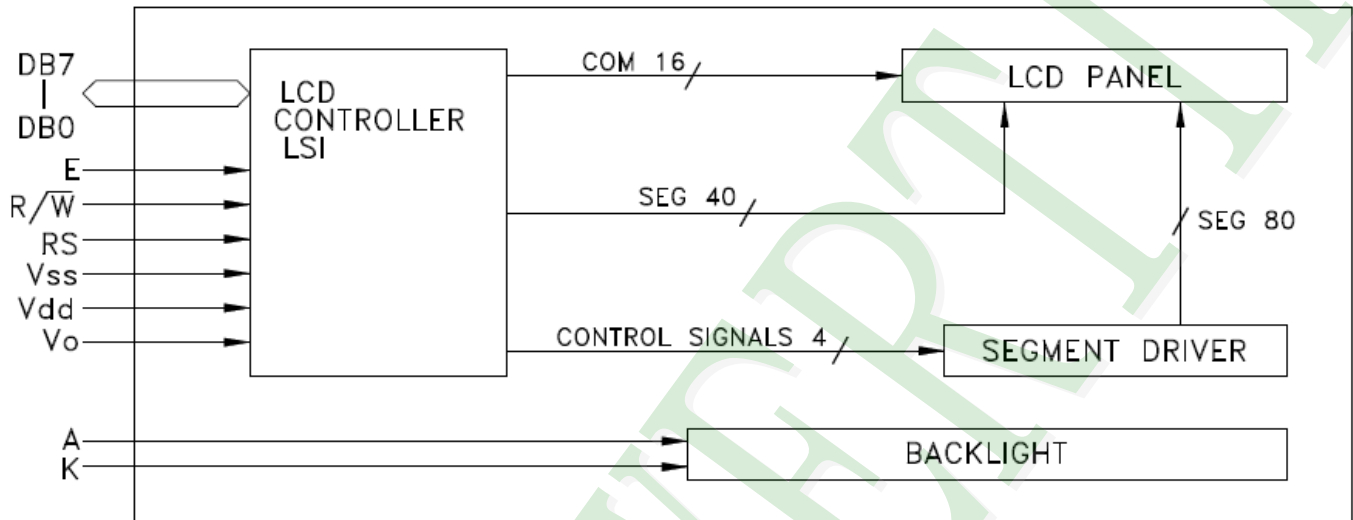 DB7
DB0
E
R/W̅
RS
Vss
Vdd
Vo
A
K
LCD
CONTROLLER
LSI
COM 16
SEG 40
CONTROL SIGNALS 4
LCD PANEL
SEG 80
SEGMENT DRIVER
BACKLIGHT